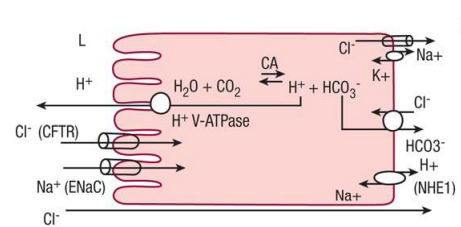 L
Cl-
Na+
K+
CA
H+
H2O + CO2
H+ + HCO3-
Cl-
H+ V-ATPase
Cl- (CFTR)
HCO3-
H+
(NHE1)
Na+ (ENaC)
Na+
Cl-